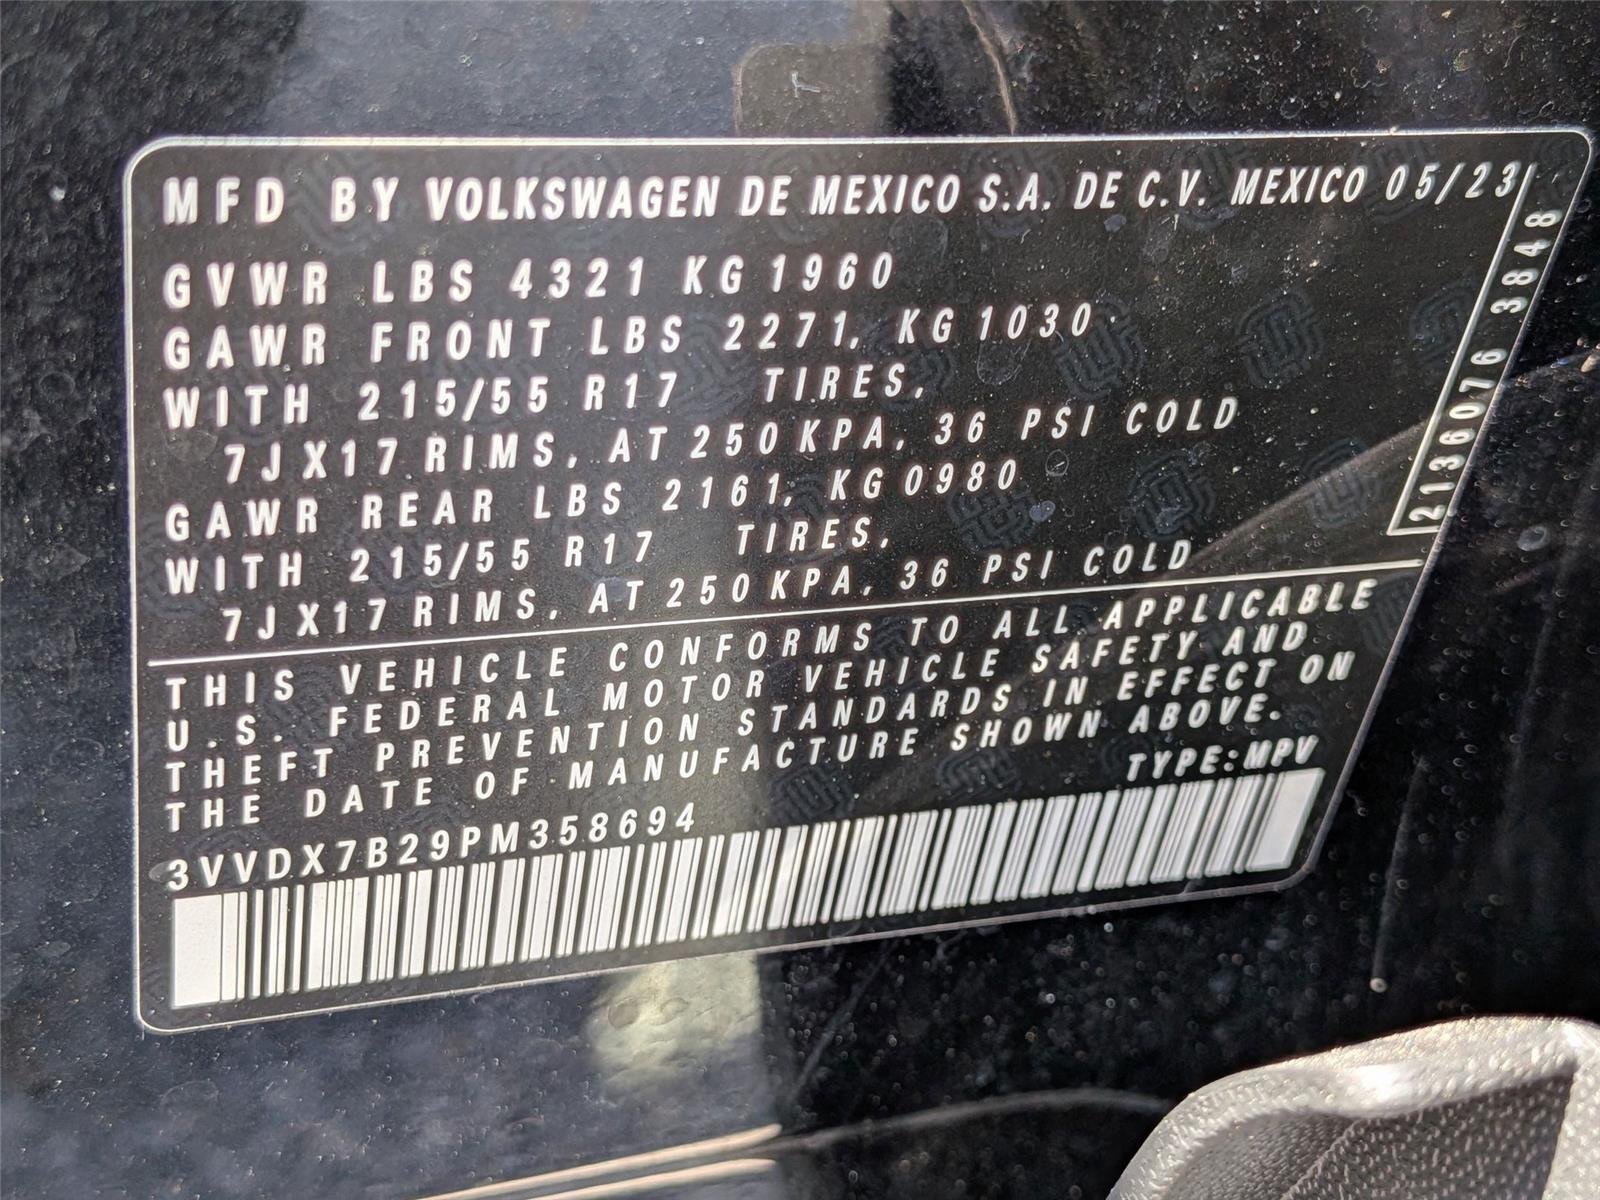 MFD BY VOLKSWAGEN DE MEXICO S.A. DE C.V. MEXICO 05/23
GVWR LBS 4321 KG 1960
GAWR FRONT LBS 2271, KG 1030
WITH 215/55 R17 TIRES,
7JX17 RIMS, AT 250 KPA, 36 PSI COLD
GAWR REAR LBS 2161, KG 0980
WITH 215/55 R17 TIRES,
7JX17 RIMS, AT 250 KPA, 36 PSI COLD
2136076 3848
THIS VEHICLE CONFORMS TO ALL APPLICABLE
U.S. FEDERAL MOTOR VEHICLE SAFETY AND
THEFT PREVENTION STANDARDS IN EFFECT ON
THE DATE OF MANUFACTURE SHOWN ABOVE.
TYPE:MPV
3VVDX7B29PM358694